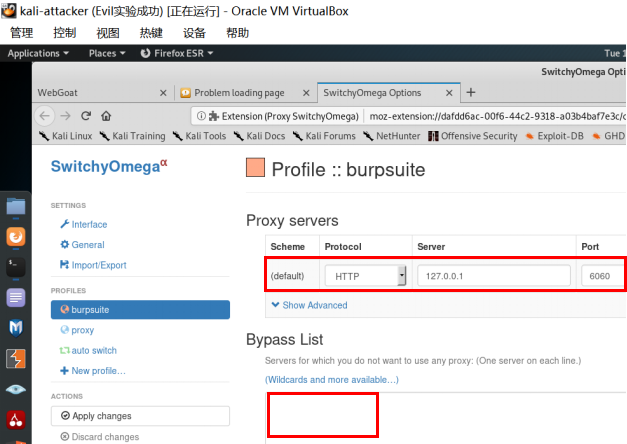 kali-attacker (Evil实验成功) [正在运行] - Oracle VM VirtualBox
管理 控制 视图 热键 设备 帮助
Applications Places Firefox ESR Tue 1
SwitchyOmega Opti
WebGoat Problem loading page SwitchyOmega Options
Extension (Proxy SwitchyOmega) moz-extension://dafdd6ac-00f6-44c2-9318-a03b4baf7e3c/o
Kali Linux Kali Training Kali Tools Kali Docs Kali Forums NetHunter Offensive Security Exploit-DB GHD
SwitchyOmegaα
Profile :: burpsuite
SETTINGS
Interface
General
Import/Export
PROFILES
burpsuite
proxy
auto switch
New profile…
ACTIONS
Apply changes
Discard changes
Proxy servers
Scheme Protocol Server Port
(default) HTTP 127.0.0.1 6060
Show Advanced
Bypass List
Servers for which you do not want to use any proxy: (One server on each line.)
(Wildcards and more available…)